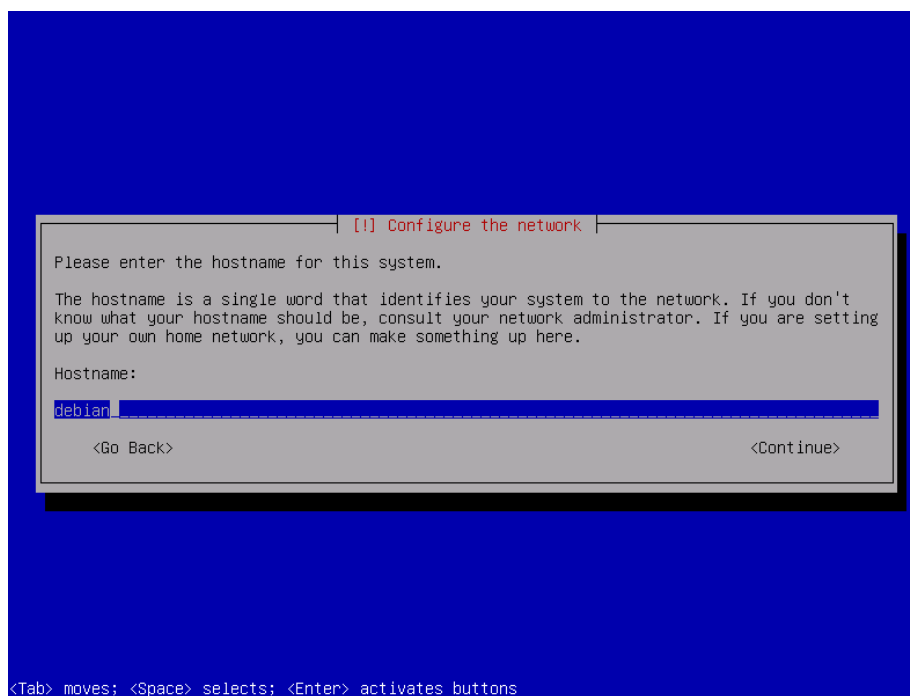 [!] Configure the network
Please enter the hostname for this system.
The hostname is a single word that identifies your system to the network. If you don't
know what your hostname should be, consult your network administrator. If you are setting
up your own home network, you can make something up here.
Hostname:
debian
<Go Back> <Continue>
<Tab> moves; <Space> selects; <Enter> activates buttons